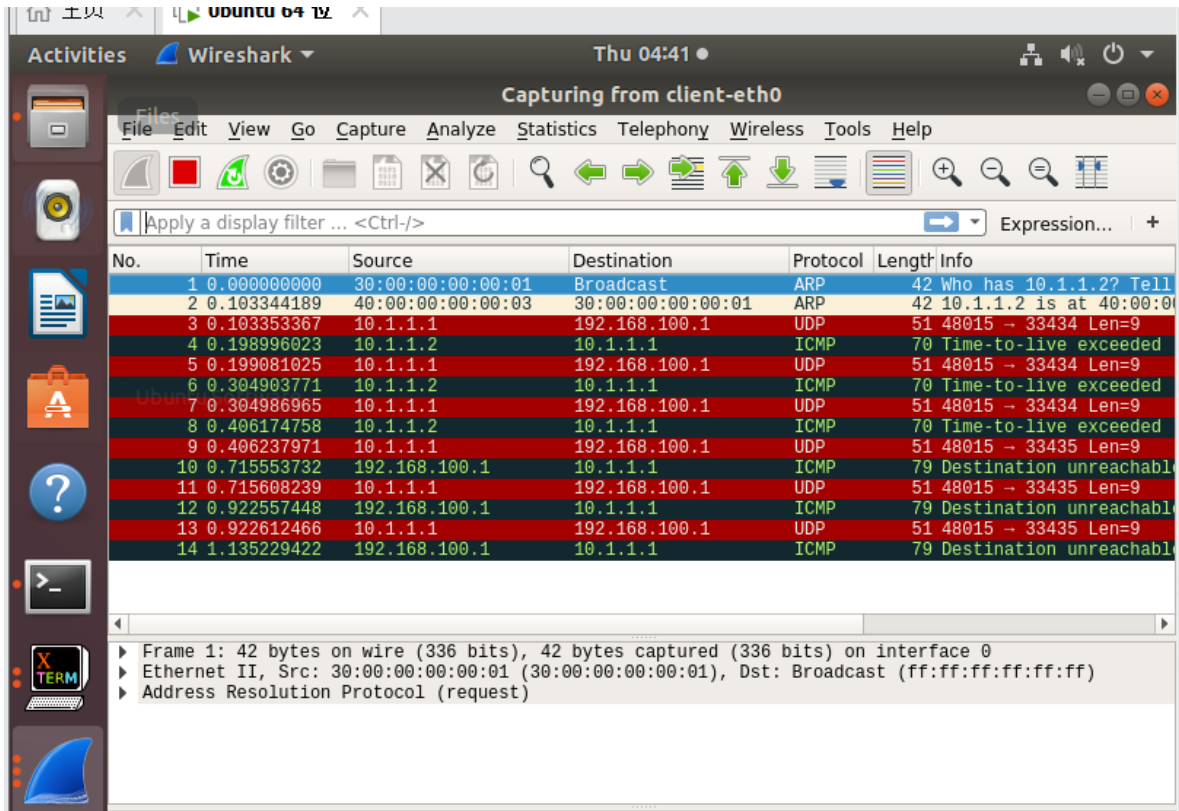 主页 Ubuntu 64 位
Activities Wireshark Thu 04:41
Capturing from client-eth0
Files
File Edit View Go Capture Analyze Statistics Telephony Wireless Tools Help
Apply a display filter ... <Ctrl-/> Expression... +
No. Time Source Destination Protocol Length Info
1 0.000000000 30:00:00:00:00:01 Broadcast ARP 42 Who has 10.1.1.2? Tell
2 0.103344189 40:00:00:00:00:03 30:00:00:00:00:01 ARP 42 10.1.1.2 is at 40:00:00
3 0.103353367 10.1.1.1 192.168.100.1 UDP 51 48015 → 33434 Len=9
4 0.198996023 10.1.1.2 10.1.1.1 ICMP 70 Time-to-live exceeded
5 0.199081025 10.1.1.1 192.168.100.1 UDP 51 48015 → 33434 Len=9
6 0.304903771 10.1.1.2 10.1.1.1 ICMP 70 Time-to-live exceeded
7 0.304986965 10.1.1.1 192.168.100.1 UDP 51 48015 → 33434 Len=9
8 0.406174758 10.1.1.2 10.1.1.1 ICMP 70 Time-to-live exceeded
9 0.406237971 10.1.1.1 192.168.100.1 UDP 51 48015 → 33435 Len=9
10 0.715553732 192.168.100.1 10.1.1.1 ICMP 79 Destination unreachable
11 0.715608239 10.1.1.1 192.168.100.1 UDP 51 48015 → 33435 Len=9
12 0.922557448 192.168.100.1 10.1.1.1 ICMP 79 Destination unreachable
13 0.922612466 10.1.1.1 192.168.100.1 UDP 51 48015 → 33435 Len=9
14 1.135229422 192.168.100.1 10.1.1.1 ICMP 79 Destination unreachable
Frame 1: 42 bytes on wire (336 bits), 42 bytes captured (336 bits) on interface 0
Ethernet II, Src: 30:00:00:00:00:01 (30:00:00:00:00:01), Dst: Broadcast (ff:ff:ff:ff:ff:ff)
Address Resolution Protocol (request)
X
TERM